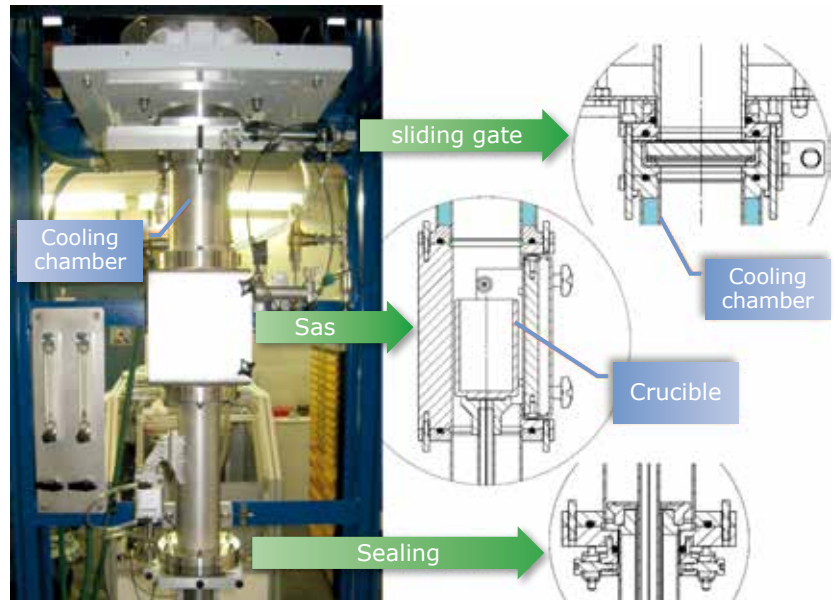 sliding gate
Cooling
chamber
Cooling
chamber
Sas
Crucible
Sealing